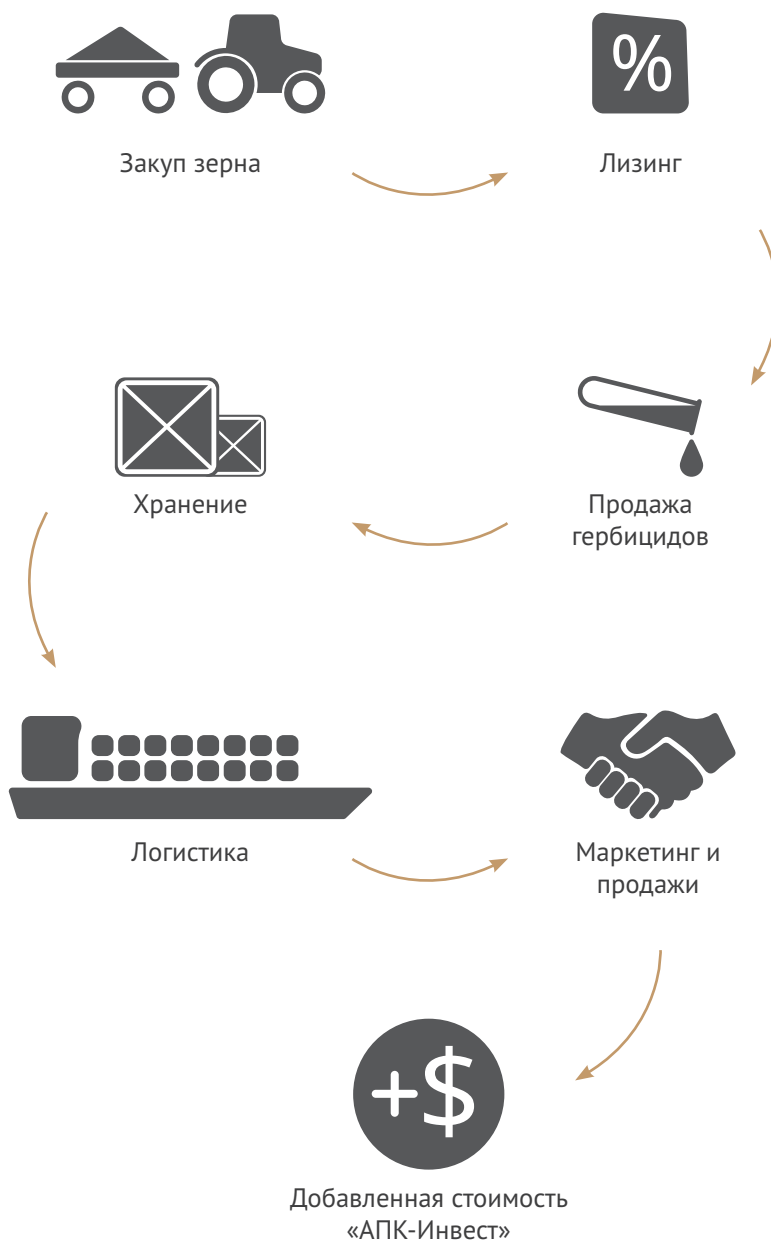 %
Закуп зерна
Лизинг
Хранение
Продажа
гербицидов
Логистика
Маркетинг и
продажи
+$
Добавленная стоимость
«АПК-Инвест»